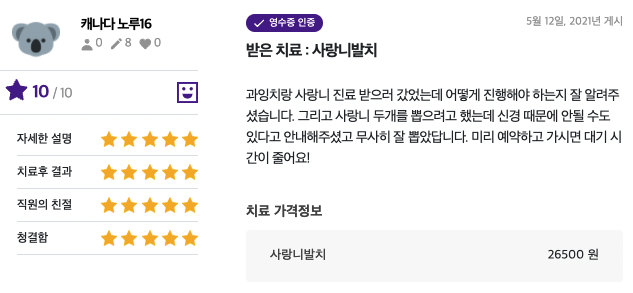 캐나다 노루16
0 8 0
10 / 10
자세한 설명
치료후 결과
직원의 친절
청결함
영수증 인증
5월 12일, 2021년 게시
받은 치료 : 사랑니발치
과잉치랑 사랑니 진료 받으러 갔었는데 어떻게 진행해야 하는지 잘 알려주
셨습니다. 그리고 사랑니 두개를 뽑으려고 했는데 신경 때문에 안될 수도
있다고 안내해주셨고 무사히 잘 뽑았답니다. 미리 예약하고 가시면 대기 시
간이 줄어요!
치료 가격정보
사랑니발치 26500 원